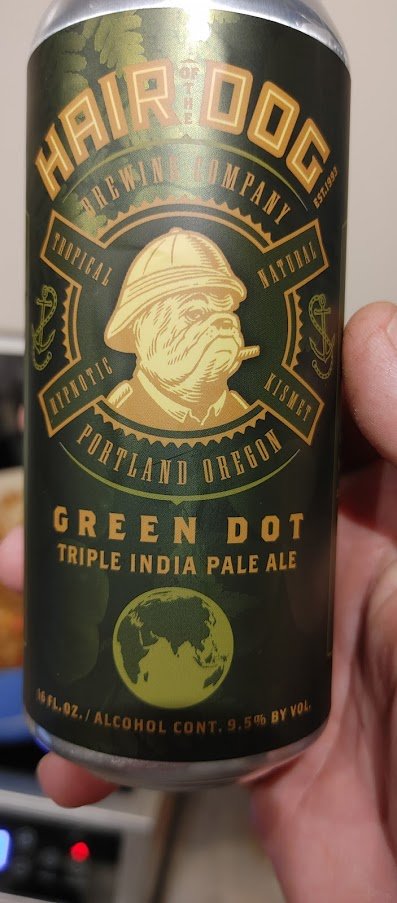 HAIR OF THE DOG
BREWING COMPANY
EST. 1993
TROPICAL
NATURAL
HYPNOTIC
KISMET
PORTLAND OREGON
GREEN DOT
TRIPLE INDIA PALE ALE
16 FL. OZ. / ALCOHOL CONT. 9.5% BY VOL.